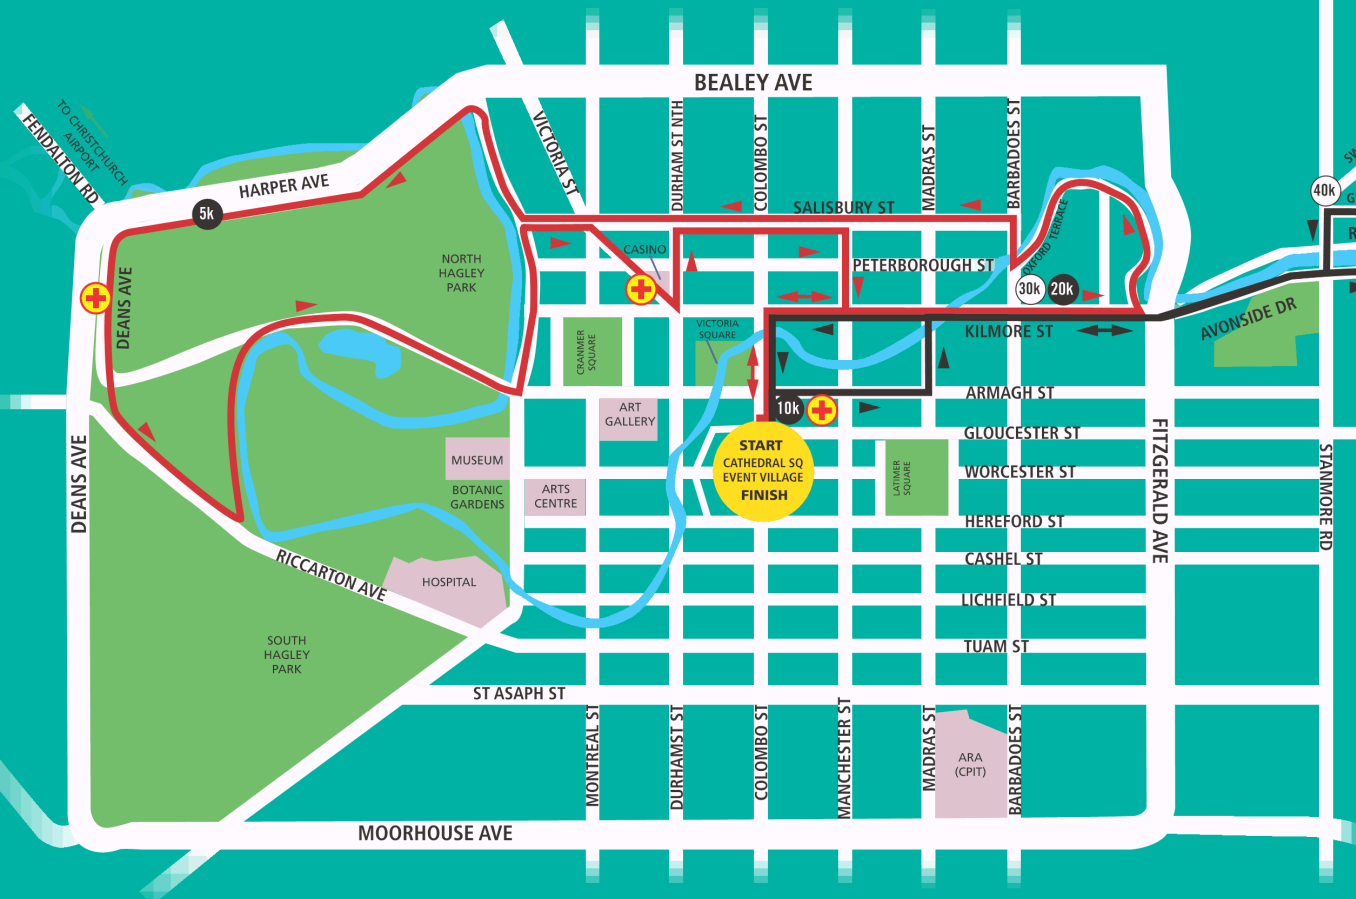 BEALEY AVE
TO CHRISTCHURCH
AIRPORT
FENDALTON RD
VICTORIA ST
DURHAM ST NTH
COLOMBO ST
MADRAS ST
BARBADOES ST
HARPER AVE
5k
SALISBURY ST
40k
OXFORD TERRACE
CASINO
NORTH
HAGLEY
PARK
PETERBOROUGH ST
30k
20k
DEANS AVE
AVONSIDE DR
VICTORIA
SQUARE
KILMORE ST
CRANMER
SQUARE
ARMAGH ST
10k
ART
GALLERY
GLOUCESTER ST
START
CATHEDRAL SQ
EVENT VILLAGE
FINISH
MUSEUM
WORCESTER ST
LATIMER
SQUARE
DEANS AVE
BOTANIC
GARDENS
ARTS
CENTRE
FITZGERALD AVE
STANMORE RD
HEREFORD ST
CASHEL ST
RICCARTON AVE
HOSPITAL
LICHFIELD ST
TUAM ST
SOUTH
HAGLEY
PARK
ST ASAPH ST
MONTREAL ST
DURHAMST ST
COLOMBO ST
MANCHESTER ST
MADRAS ST
BARBADOES ST
ARA
(CPIT)
MOORHOUSE AVE